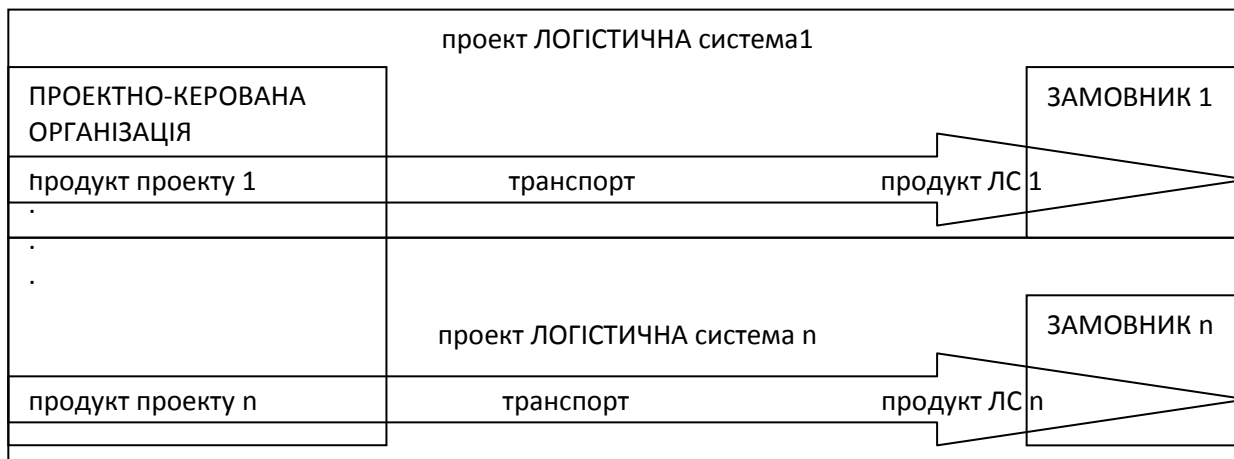 проект ЛОГІСТИЧНА система1
ПРОЕКТНО-КЕРОВАНА
ОРГАНІЗАЦІЯ
ЗАМОВНИК 1
продукт проекту 1 транспорт продукт ЛС 1
.
.
.
проект ЛОГІСТИЧНА система n
ЗАМОВНИК n
продукт проекту n транспорт продукт ЛС n